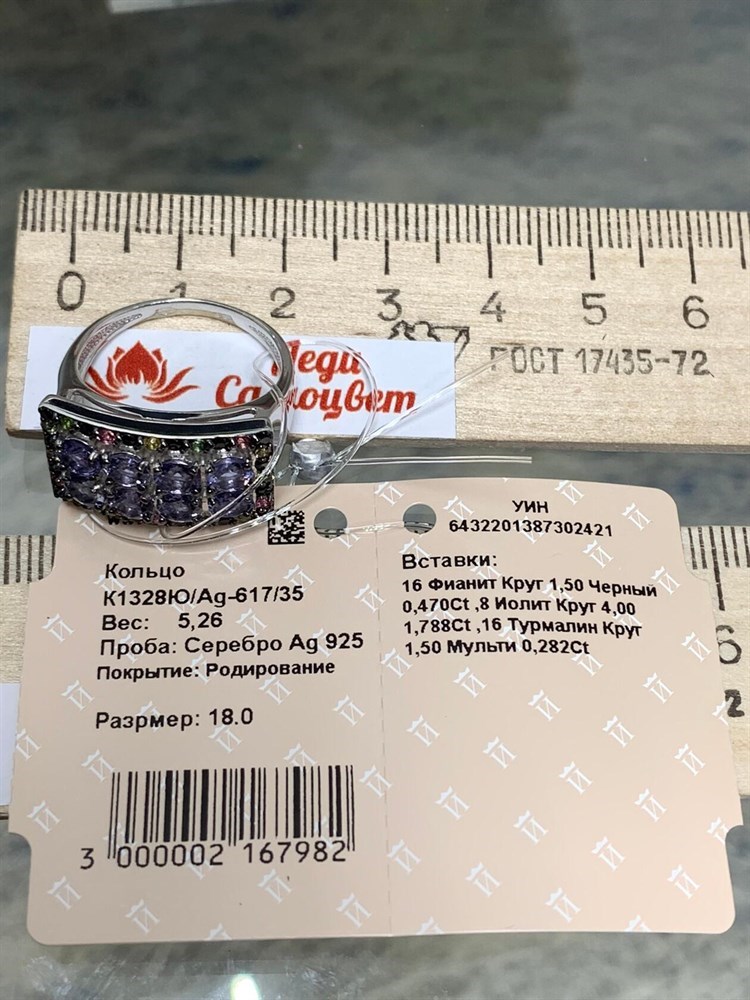 0 1 2 3 4 5 6
ГОСТ 17435-72
Леди
Самоцвет
УИН
6432201387302421
Кольцо
К1328Ю/Ag-617/35
Вес: 5,26
Проба: Серебро Ag 925
Покрытие: Родирование
Разрмер: 18.0
Вставки:
16 Фианит Круг 1,50 Черный
0,470Ct ,8 Иолит Круг 4,00
1,788Ct ,16 Турмалин Круг
1,50 Мульти 0,282Ct
3 000002 167982
6
2